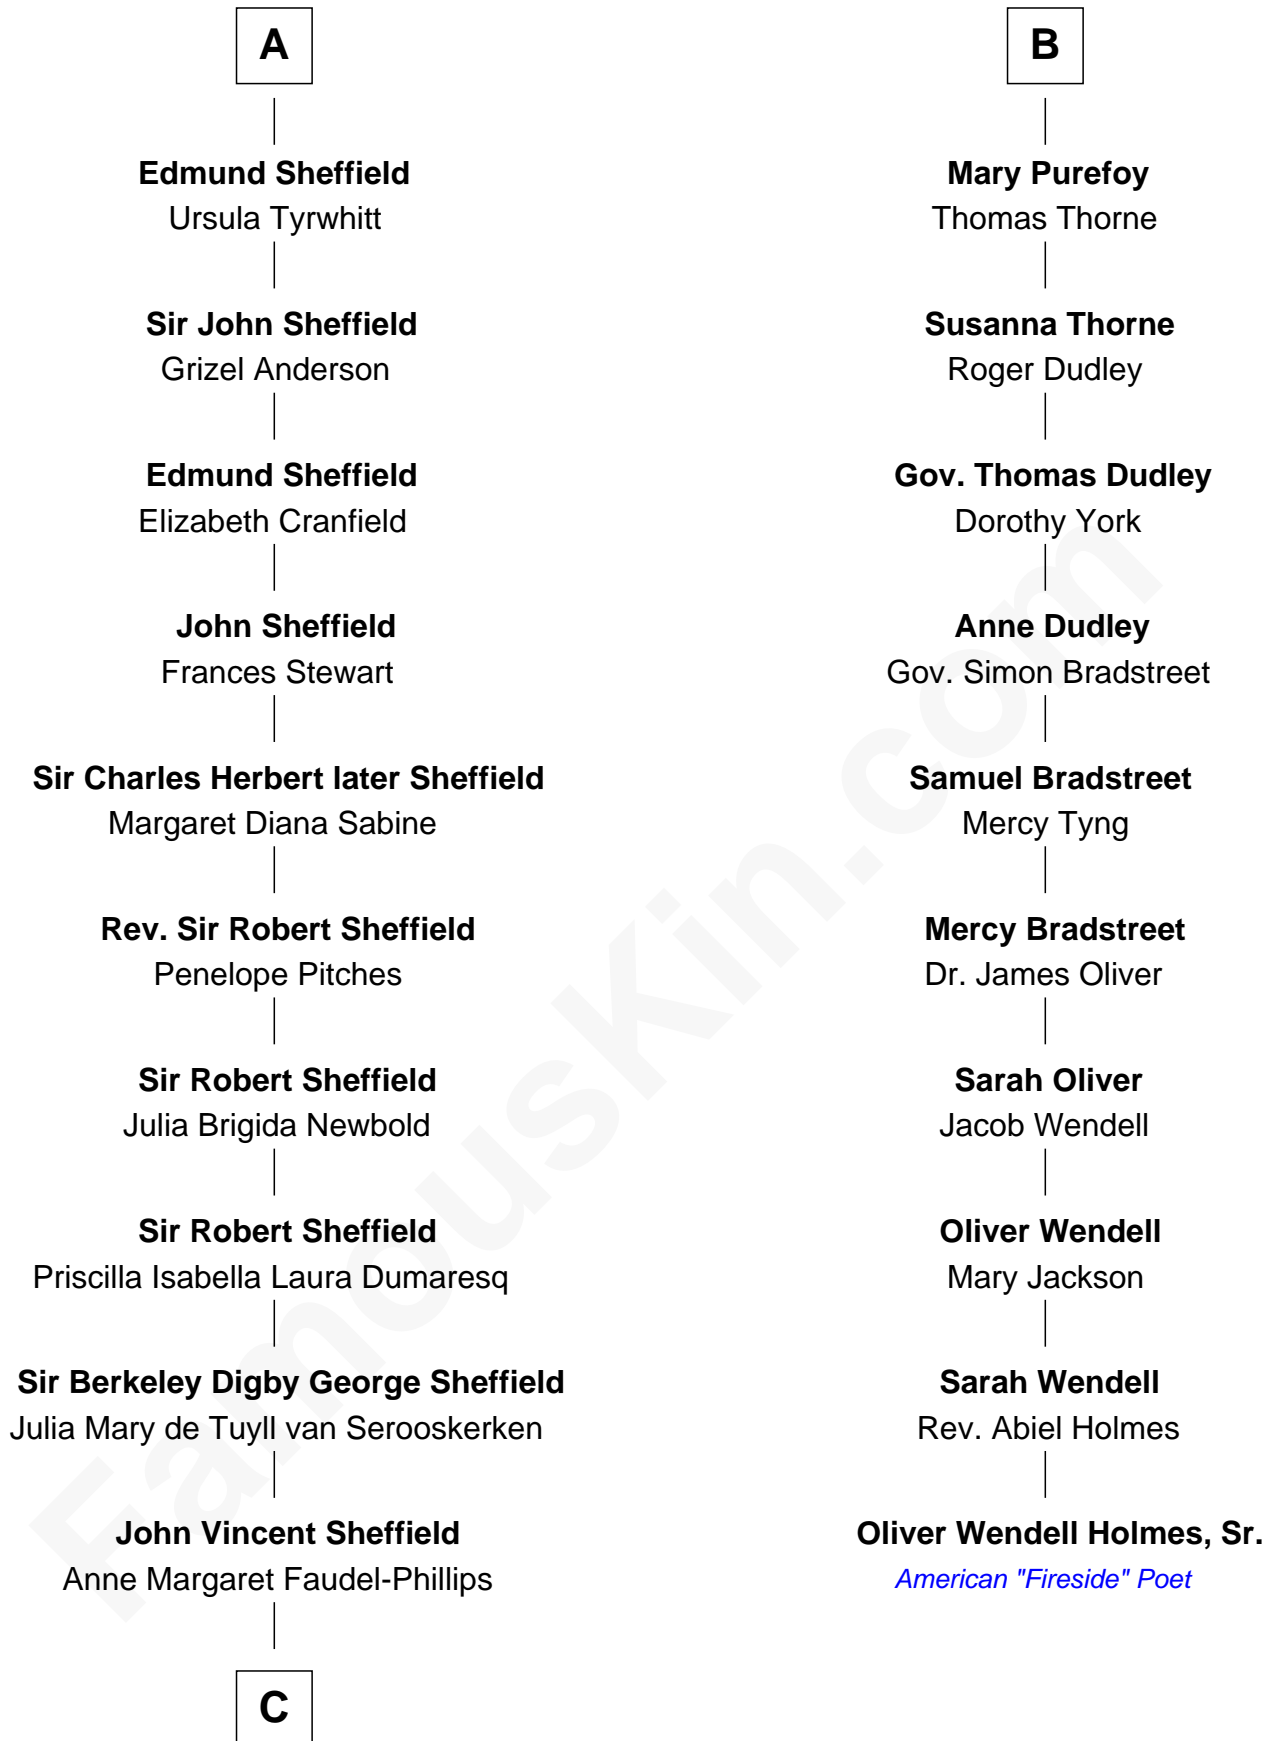 A
Edmund Sheffield
Ursula Tyrwhitt
Sir John Sheffield
Grizel Anderson
Edmund Sheffield
Elizabeth Cranfield
John Sheffield
Frances Stewart
Sir Charles Herbert later Sheffield
Margaret Diana Sabine
Rev. Sir Robert Sheffield
Penelope Pitches
Sir Robert Sheffield
Julia Brigida Newbold
Sir Robert Sheffield
Priscilla Isabella Laura Dumaresq
Sir Berkeley Digby George Sheffield
Julia Mary de Tuyll van Serooskerken
John Vincent Sheffield
Anne Margaret Faudel-Phillips
C
B
Mary Purefoy
Thomas Thorne
Susanna Thorne
Roger Dudley
Gov. Thomas Dudley
Dorothy York
Anne Dudley
Gov. Simon Bradstreet
Samuel Bradstreet
Mercy Tyng
Mercy Bradstreet
Dr. James Oliver
Sarah Oliver
Jacob Wendell
Oliver Wendell
Mary Jackson
Sarah Wendell
Rev. Abiel Holmes
Oliver Wendell Holmes, Sr.
American "Fireside" Poet
FamousKin.com